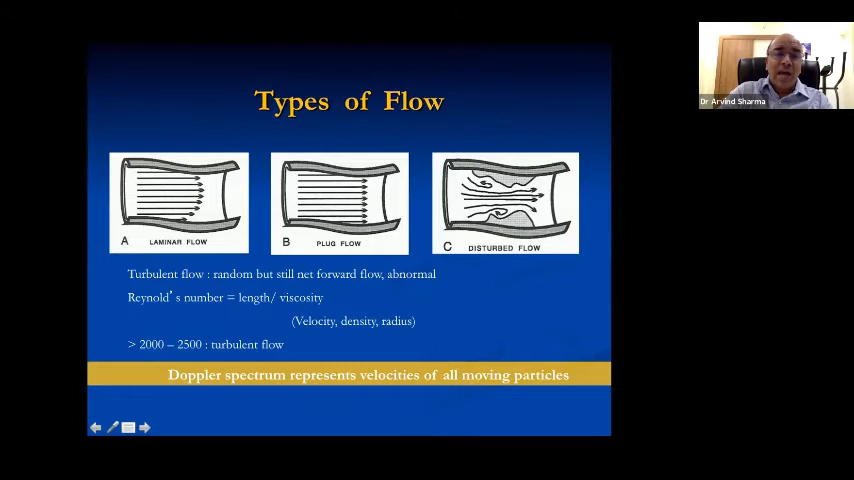 Types of Flow
A LAMINAR FLOW
B PLUG FLOW
C DISTURBED FLOW
Turbulent flow : random but still net forward flow, abnormal
Reynold’s number = length/ viscosity
(Velocity, density, radius)
> 2000 – 2500 : turbulent flow
Doppler spectrum represents velocities of all moving particles
Dr Arvind Sharma